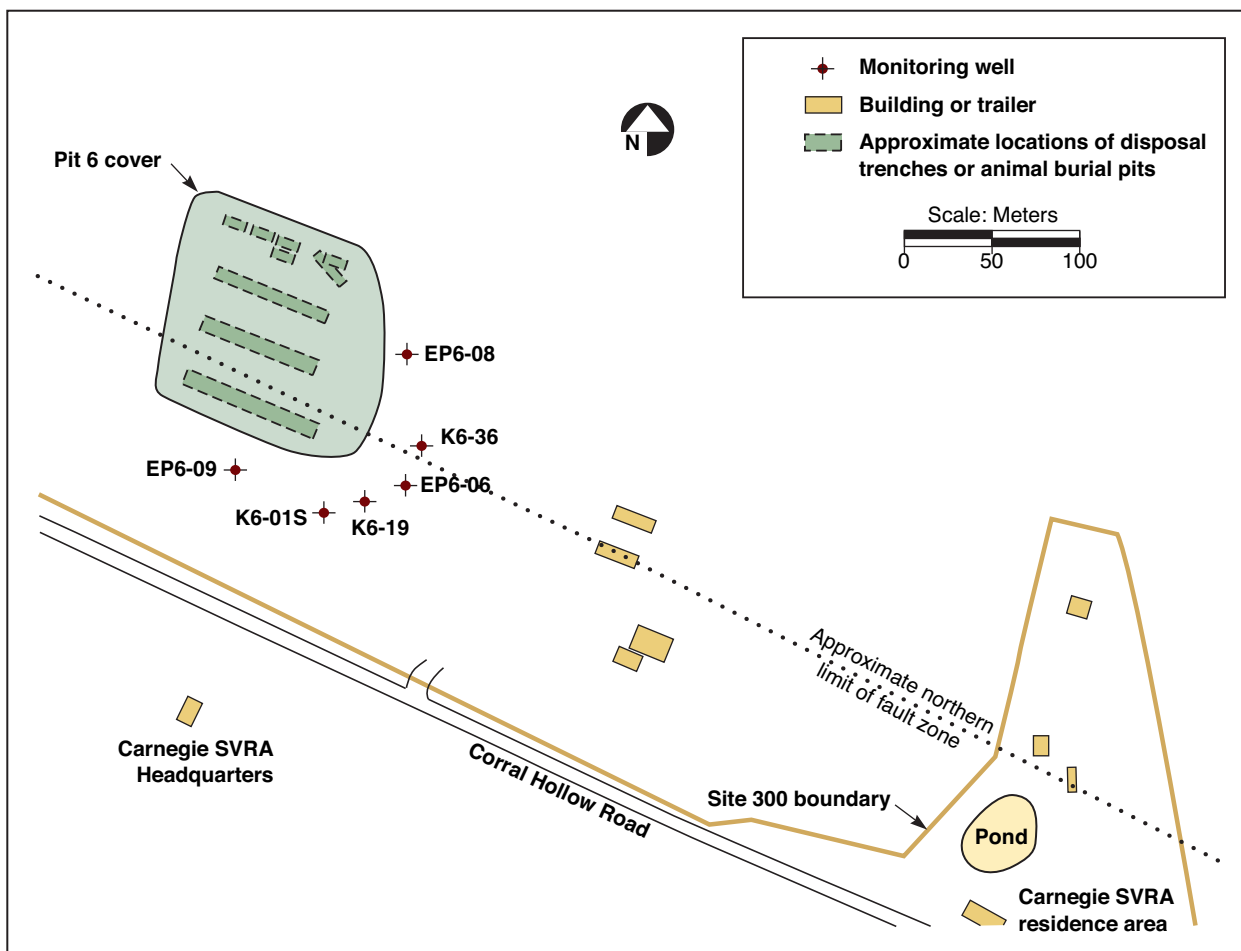 Monitoring well
Building or trailer
Approximate locations of disposal
trenches or animal burial pits
Scale: Meters
0 50 100
N
Pit 6 cover
EP6-08
K6-36
EP6-09
EP6-06
K6-01S
K6-19
Approximate northern
limit of fault zone
Carnegie SVRA
Headquarters
Corral Hollow Road
Site 300 boundary
Pond
Carnegie SVRA
residence area